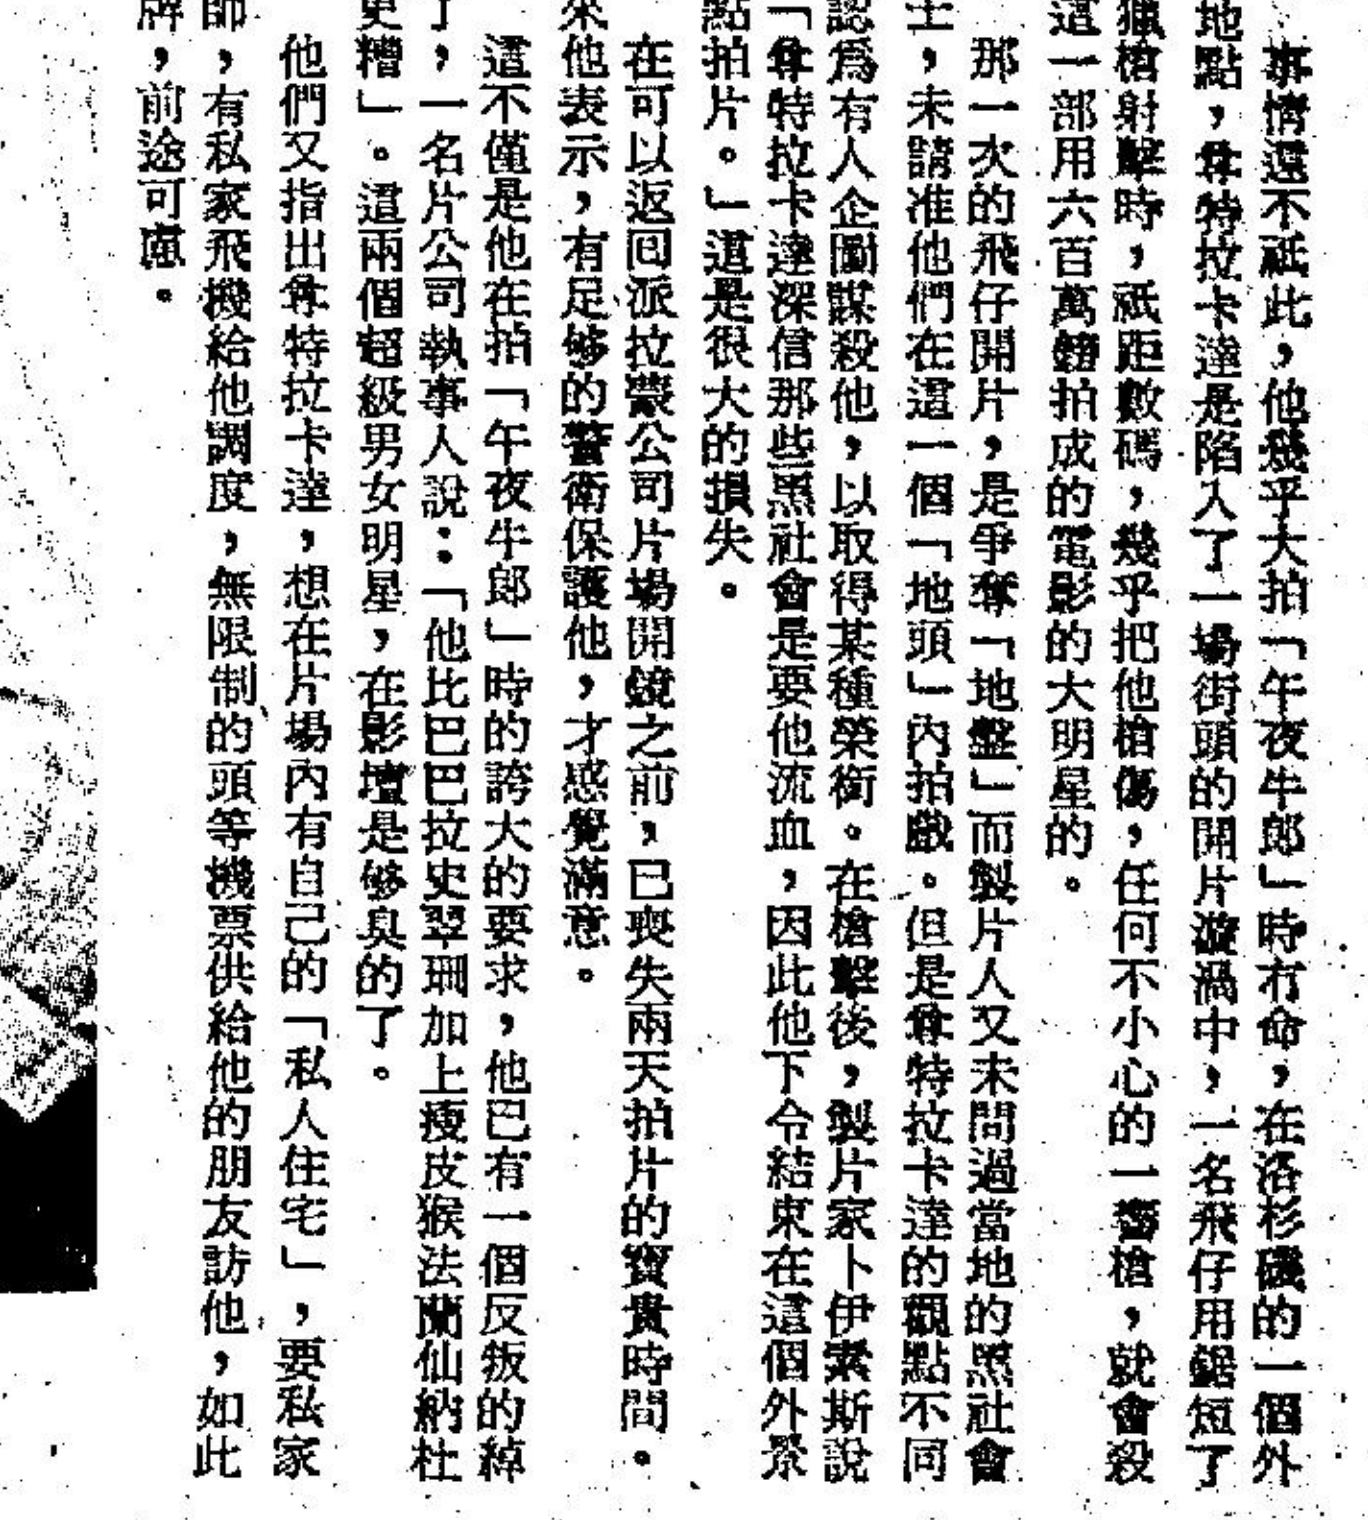 事情還不祗此，他幾乎大拍「午夜牛郎」時冇命，在洛杉磯的一個外
地點，尊特拉卡達是陷入了一場街頭的開片漩渦中，一名飛仔用鋸短了
獵槍射擊時，祗距數碼，幾乎把他槍傷，任何不小心的一響槍，就會殺
這一部用六百萬鎊拍成的電影的大明星的。
那一次的飛仔開片，是爭奪「地盤」而製片人又未問過當地的黑社會
士，未請准他們在這一個「地頭」內拍戲。但是尊特拉卡達的觀點不同
認為有人企圖謀殺他，以取得某種榮銜。在槍擊後，製片家卜伊素斯說
「尊特拉卡達深信那些黑社會是要他流血，因此他下令結束在這個外景
點拍片。」這是很大的損失。
在可以返回派拉蒙公司片場開鏡之前，已喪失兩天拍片的寶貴時間。
來他表示，有足够的警衛保護他，才感覺滿意。
這不僅是他在拍「午夜牛郎」時的誇大的要求，他已有一個反叛的綽
了，一名片公司執事人說：「他比巴巴拉史翠珊加上瘦皮猴法蘭仙納杜
更糟」。這兩個超級男女明星，在影壇是够臭的了。
他們又指出尊特拉卡達，想在片場內有自己的「私人住宅」，要私家
師，有私家飛機給他調度，無限制的頭等機票供給他的朋友訪他，如此
牌，前途可慮。